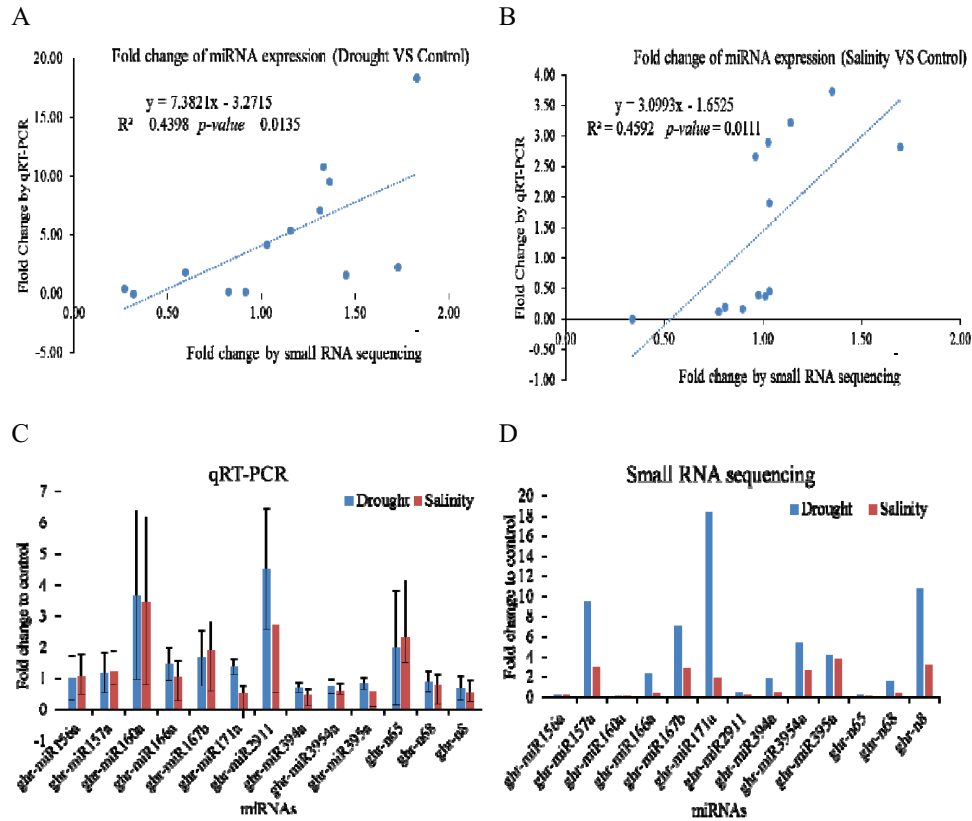 A
Fold change of miRNA expression (Drought VS Control)
y = 7.3821x - 3.2715
R² 0.4398 p-value 0.0135
Flold Change by qRT-PCR
20.00
15.00
10.00
5.00
0.00
-5.00
0.00 0.50 1.00 1.50 2.00
Fold change by small RNA sequencing
B
Fold change of miRNA expression (Salinity VS Control)
y = 3.0993x - 1.6525
R² = 0.4592 p-value = 0.0111
Flold Change by qRT-PCR
4.00
3.50
3.00
2.50
2.00
1.50
1.00
0.50
0.00
-0.50
-1.00
0.00 0.50 1.00 1.50 2.00
Fold change by small RNA sequencing
C
qRT-PCR
Drought Salinity
Fold change to control
7
6
5
4
3
2
1
0
-1
ghr-miR156a
ghr-miR157a
ghr-miR160a
ghr-miR166a
ghr-miR167b
ghr-miR171a
ghr-miR2911
ghr-miR394a
ghr-miR3954a
ghr-miR395a
ghr-n65
ghr-n68
ghr-n8
miRNAs
D
Small RNA sequencing
Drought Salinity
Fold change to control
20
18
16
14
12
10
8
6
4
2
0
ghr-miR156a
ghr-miR157a
ghr-miR160a
ghr-miR166a
ghr-miR167b
ghr-miR171a
ghr-miR2911
ghr-miR394a
ghr-miR3954a
ghr-miR395a
ghr-n65
ghr-n68
ghr-n8
miRNAs